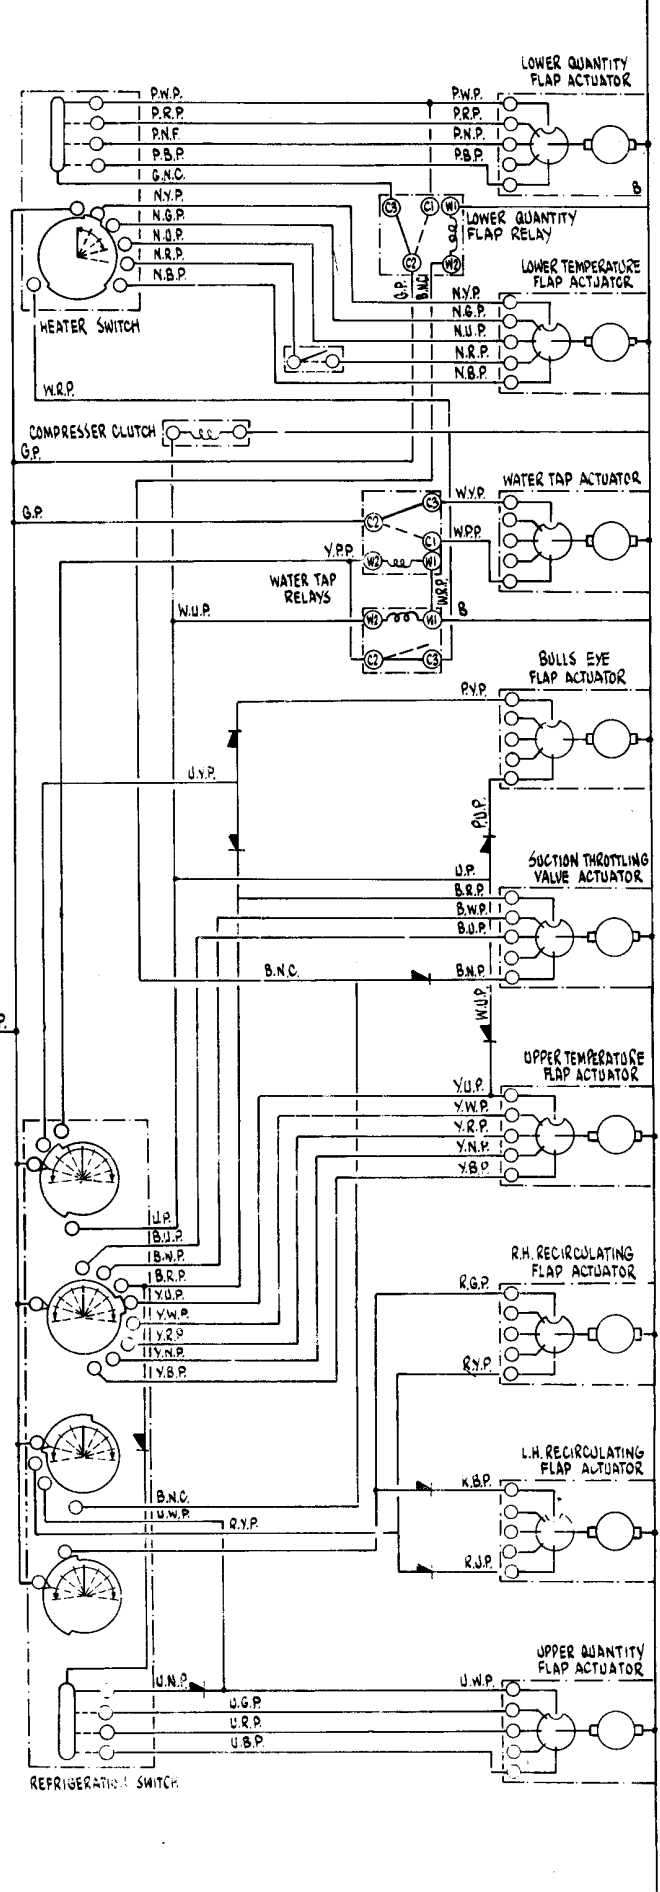 LOWER QUANTITY
FLAP ACTUATOR
P.W.P.
P.W.P.
P.R.P.
P.R.P.
P.N.F.
P.N.P.
P.B.P.
P.B.P.
G.N.C.
B
N.Y.P.
C3
C1
W1
N.G.P.
LOWER QUANTITY
FLAP RELAY
N.U.P.
N.R.P.
C2
W2
N.B.P.
LOWER TEMPERATURE
FLAP ACTUATOR
G.P.
B.N.C.
N.Y.P.
N.G.P.
HEATER SWITCH
N.U.P.
N.R.P.
N.B.P.
W.R.P.
COMPRESSER CLUTCH
G.P.
WATER TAP ACTUATOR
C3
W.Y.P.
G.P.
C2
C1
W.P.P.
Y.P.P.
W2
W1
WATER TAP
RELAYS
W.R.P.
W.U.P.
W2
W1
B
C2
C3
BULLS EYE
FLAP ACTUATOR
P.Y.P.
U.Y.P.
P.U.P.
SUCTION THROTTLING
VALVE ACTUATOR
U.P.
B.R.P.
B.W.P.
B.U.P.
B.N.C.
B.N.P.
W.U.P.
P.
UPPER TEMPERATURE
FLAP ACTUATOR
Y.U.P.
Y.W.P.
Y.R.P.
Y.N.P.
Y.B.P.
U.P.
B.U.P.
B.W.P.
B.R.P.
Y.U.P.
Y.W.P.
Y.R.P.
Y.N.P.
Y.B.P.
R.H. RECIRCULATING
FLAP ACTUATOR
R.G.P.
R.Y.P.
L.H. RECIRCULATING
FLAP ACTUATOR
B.N.C.
U.W.P.
R.Y.P.
R.U.P.
UPPER QUANTITY
FLAP ACTUATOR
U.N.P.
U.W.P.
U.G.P.
U.R.P.
U.B.P.
REFRIGERATION SWITCH